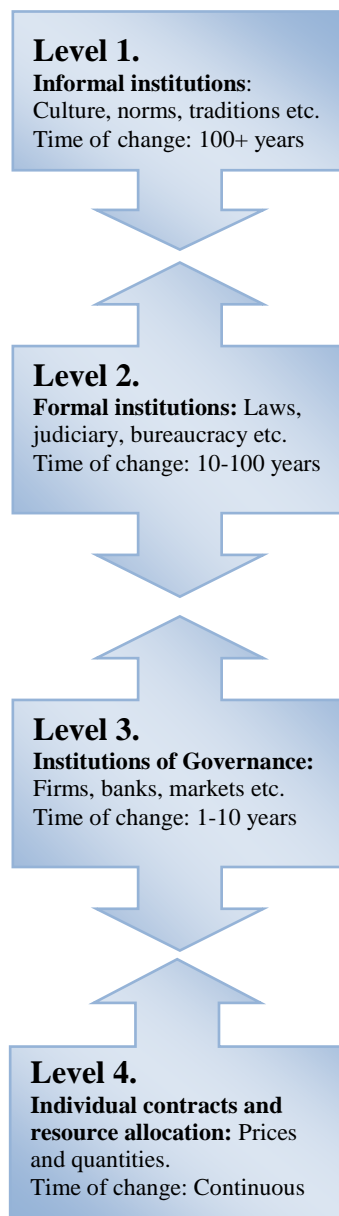 Level 1.
Informal institutions:
Culture, norms, traditions etc.
Time of change: 100+ years
Level 2.
Formal institutions: Laws,
judiciary, bureaucracy etc.
Time of change: 10-100 years
Level 3.
Institutions of Governance:
Firms, banks, markets etc.
Time of change: 1-10 years
Level 4.
Individual contracts and
resource allocation: Prices
and quantities.
Time of change: Continuous